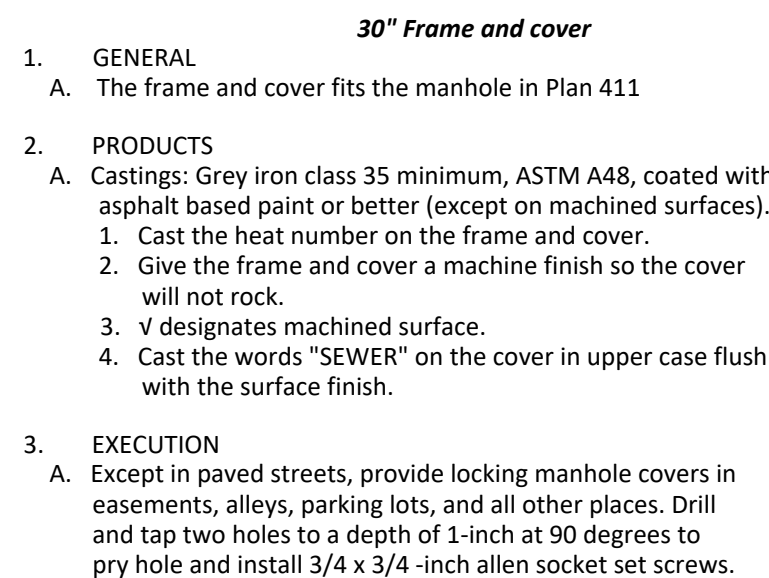 30" Frame and cover
1. GENERAL
A. The frame and cover fits the manhole in Plan 411
2. PRODUCTS
A. Castings: Grey iron class 35 minimum, ASTM A48, coated with
asphalt based paint or better (except on machined surfaces).
1. Cast the heat number on the frame and cover.
2. Give the frame and cover a machine finish so the cover
will not rock.
3. √ designates machined surface.
4. Cast the words "SEWER" on the cover in upper case flush
with the surface finish.
3. EXECUTION
A. Except in paved streets, provide locking manhole covers in
easements, alleys, parking lots, and all other places. Drill
and tap two holes to a depth of 1-inch at 90 degrees to
pry hole and install 3/4 x 3/4 -inch allen socket set screws.